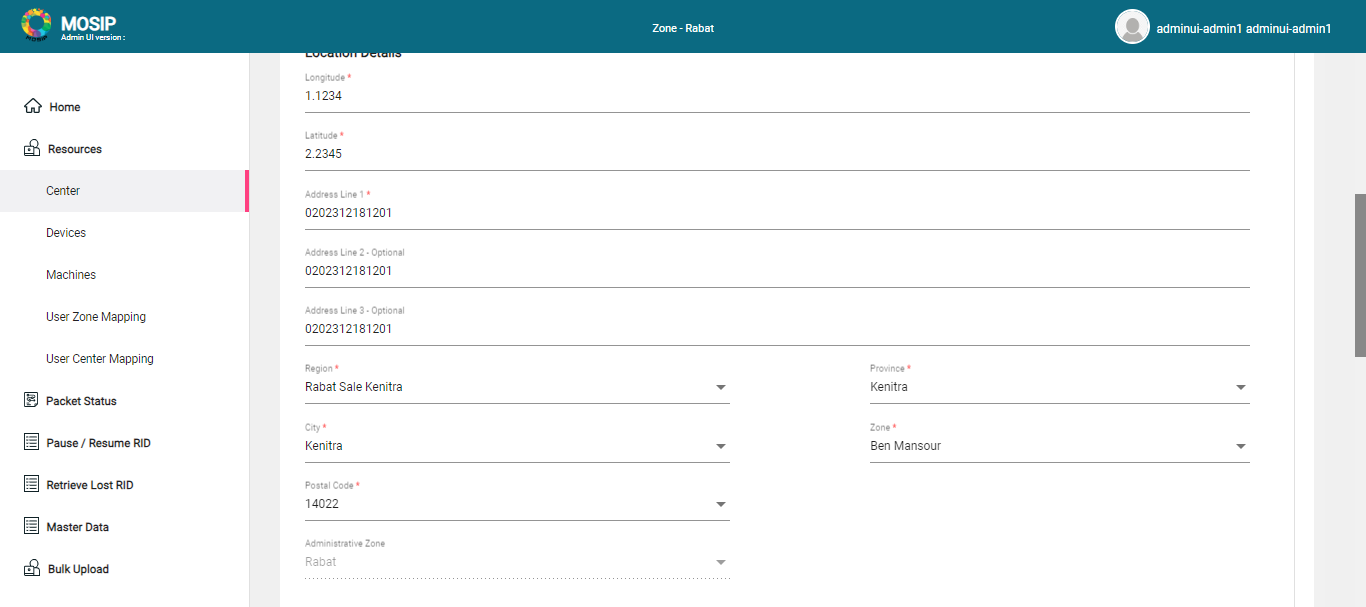 MOSIP
Admin UI version :
Zone - Rabat
adminui-admin1 adminui-admin1
Home
Resources
Center
Devices
Machines
User Zone Mapping
User Center Mapping
Packet Status
Pause / Resume RID
Retrieve Lost RID
Master Data
Bulk Upload
Location Details
Longitude *
1.1234
Latitude *
2.2345
Address Line 1 *
0202312181201
Address Line 2 - Optional
0202312181201
Address Line 3 - Optional
0202312181201
Region *
Rabat Sale Kenitra
Province *
Kenitra
City *
Kenitra
Zone *
Ben Mansour
Postal Code *
14022
Administrative Zone
Rabat